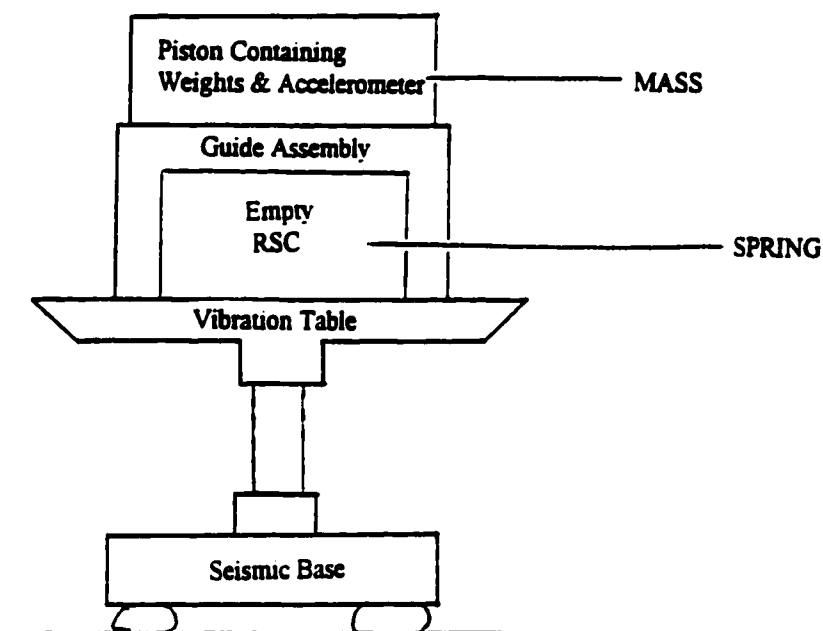 Piston Containing
Weights & Accelerometer
MASS
Guide Assembly
Empty
RSC
SPRING
Vibration Table
Seismic Base